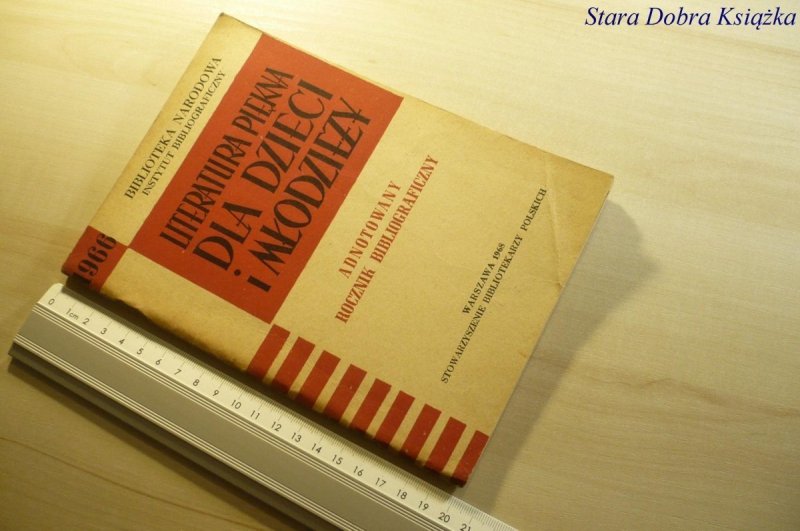 Stara Dobra Książka
BIBLIOTEKA NARODOWA
INSTYTUT BIBLIOGRAFICZNY
1966
LITERATURA PIĘKNA
DLA DZIECI
i MŁODZIEŻY
ADNOTOWANY
ROCZNIK BIBLIOGRAFICZNY
WARSZAWA 1968
STOWARZYSZENIE BIBLIOTEKARZY POLSKICH
0 1cm 2 3 4 5 6 7 8 9 10 11 12 13 14 15 16 17 18 19 20 21